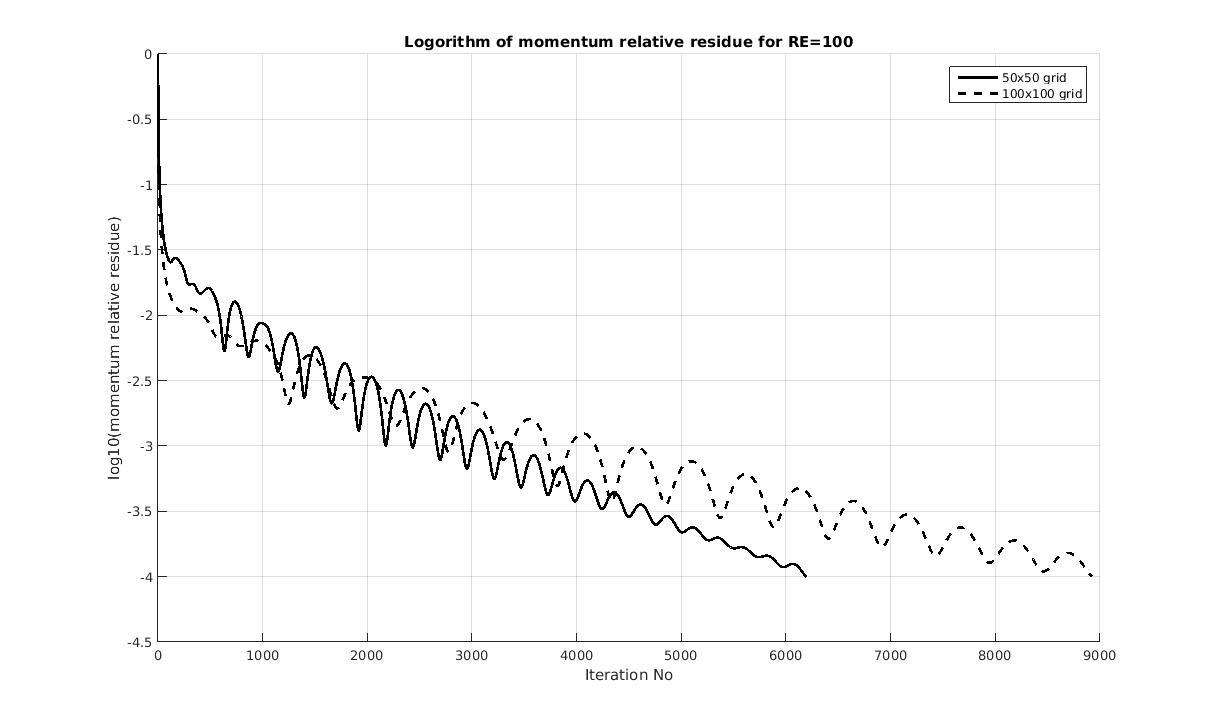 Logorithm of momentum relative residue for RE=100
50x50 grid
100x100 grid
log10(momentum relative residue)
0
-0.5
-1
-1.5
-2
-2.5
-3
-3.5
-4
-4.5
0 1000 2000 3000 4000 5000 6000 7000 8000 9000
Iteration No